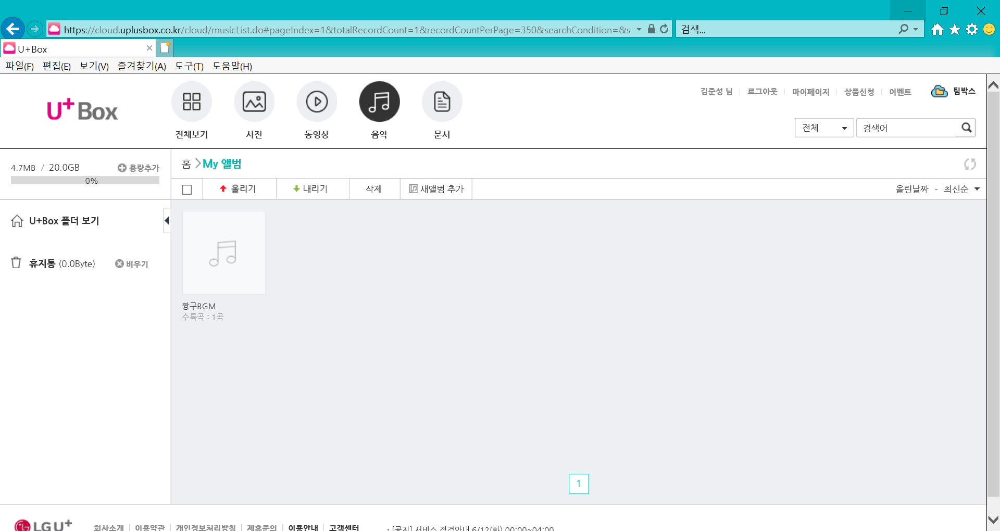 https://cloud.uplusbox.co.kr/cloud/musicList.do#pageIndex=1&totalRecordCount=1&recordCountPerPage=350&searchCondition=&s
검색...
U+Box
파일(F) 편집(E) 보기(V) 즐겨찾기(A) 도구(T) 도움말(H)
김준성 님 로그아웃 마이페이지 상품신청 이벤트 팀박스
U+ Box
전체보기 사진 동영상 음악 문서
전체 검색어
4.7MB / 20.0GB 용량추가
0%
홈 My 앨범
올리기 내리기 삭제 새앨범 추가 올린날짜 - 최신순
U+Box 폴더 보기
휴지통 (0.0Byte) 비우기
짱구BGM
수록곡 : 1곡
1
LG U+ 회사소개 이용약관 개인정보처리방침 제휴문의 이용안내 고객센터 [공지] 서비스 점검안내 6/12(화) 00:00~04:00